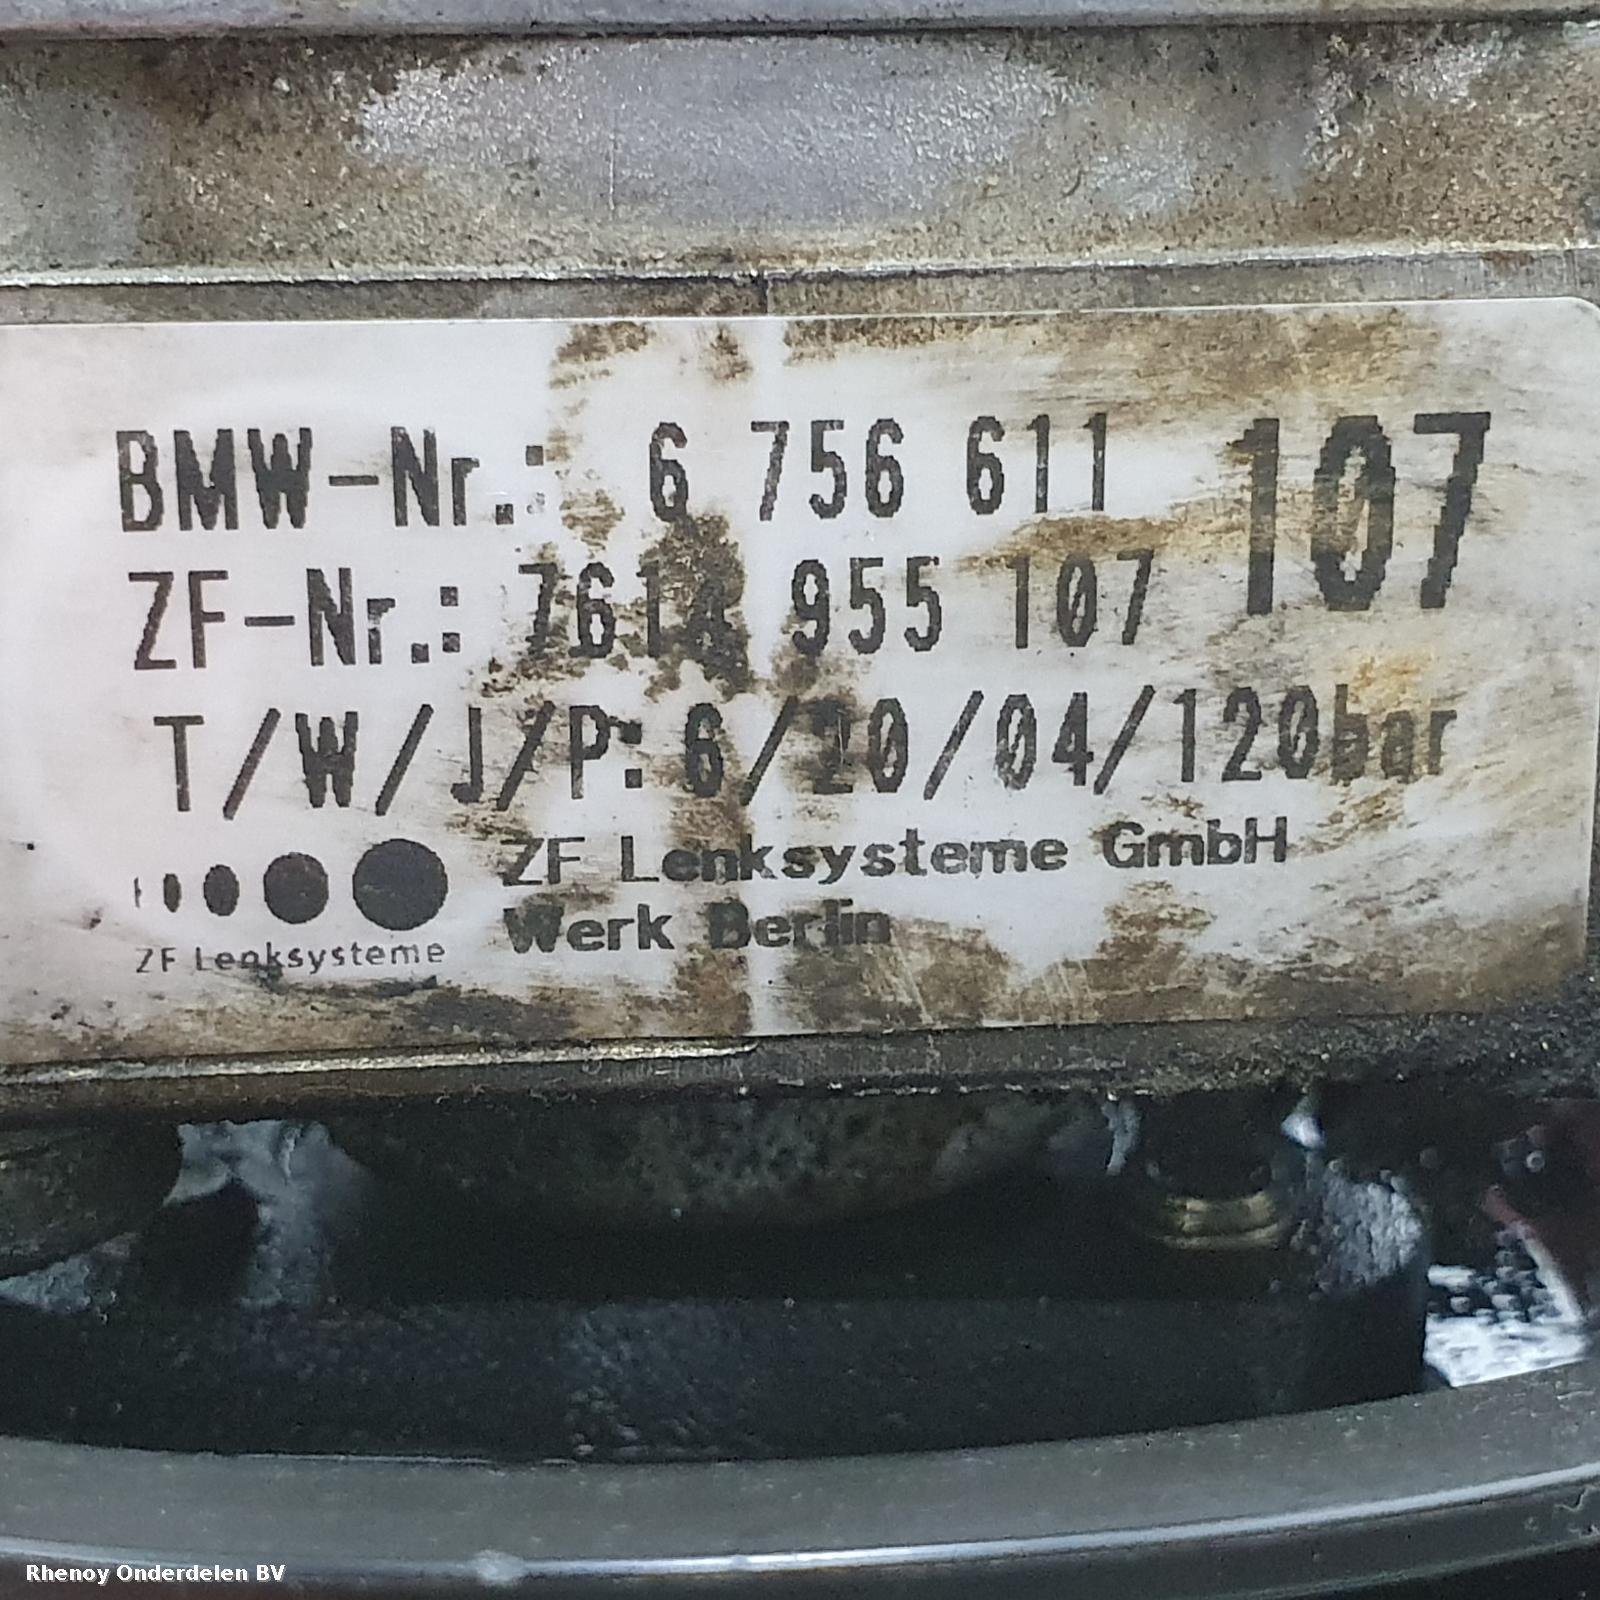 BMW-Nr.: 6 756 611 107
ZF-Nr.: 7614 955 107
T/W/J/P: 6/20/04/120bar
ZF Lenksysteme GmbH
Werk Berlin
ZF Lenksysteme
Rhenoy Onderdelen BV